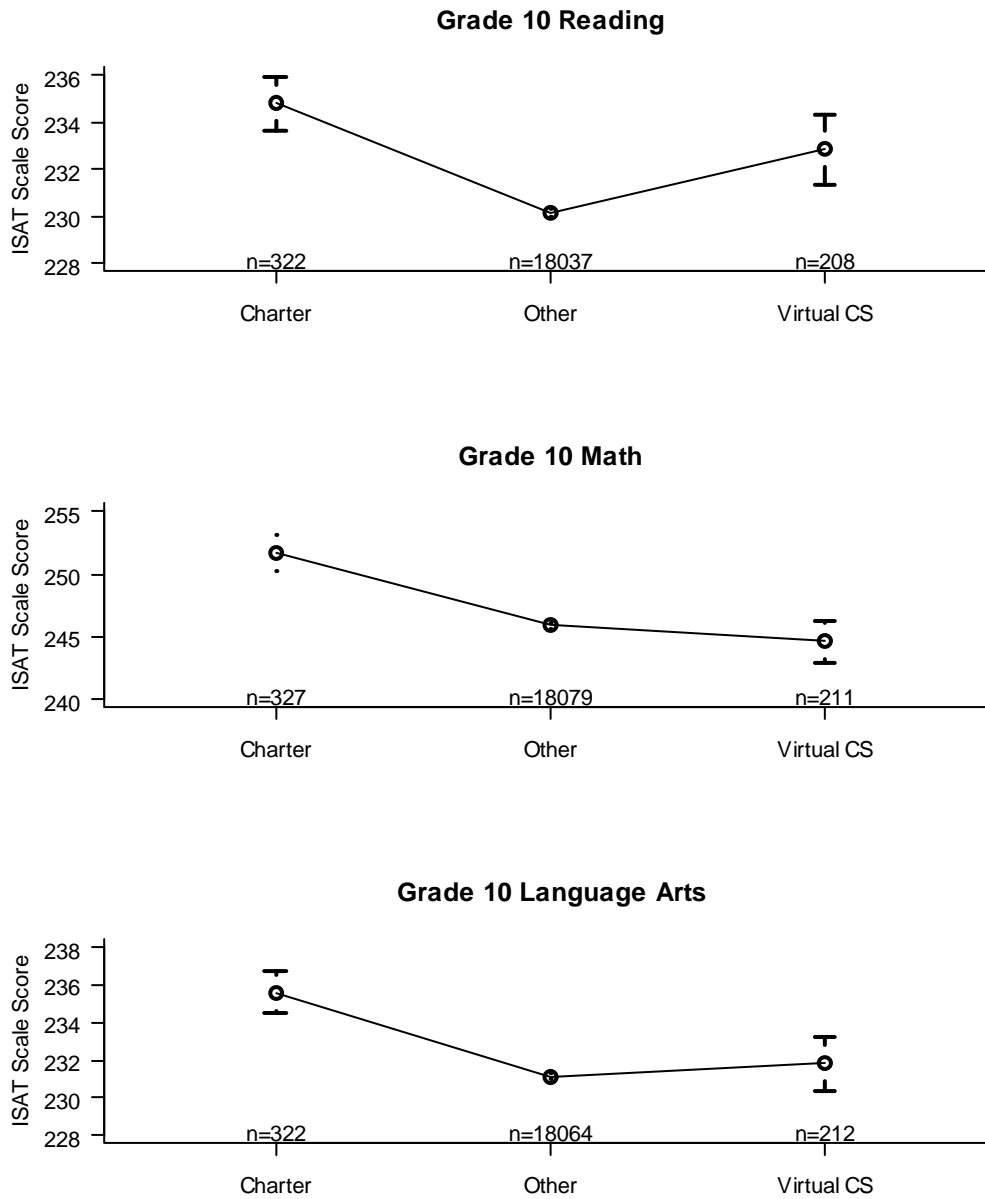 Grade 10 Reading
ISAT Scale Score
236
234
232
230
228
n=322 n=18037 n=208
Charter Other Virtual CS
Grade 10 Math
ISAT Scale Score
255
250
245
240
n=327 n=18079 n=211
Charter Other Virtual CS
Grade 10 Language Arts
ISAT Scale Score
238
236
234
232
230
228
n=322 n=18064 n=212
Charter Other Virtual CS